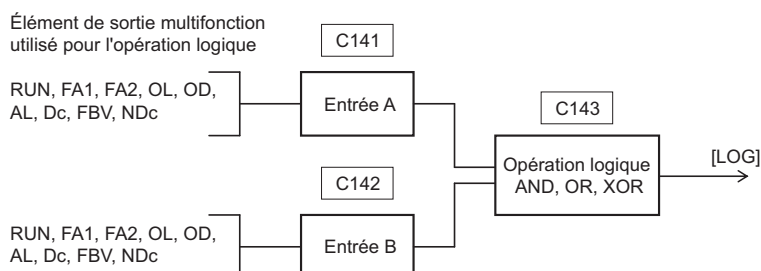 Élément de sortie multifonction
utilisé pour l'opération logique
C141
RUN, FA1, FA2, OL, OD,
AL, Dc, FBV, NDc
Entrée A
C143
Opération logique
AND, OR, XOR
[LOG]
C142
RUN, FA1, FA2, OL, OD,
AL, Dc, FBV, NDc
Entrée B